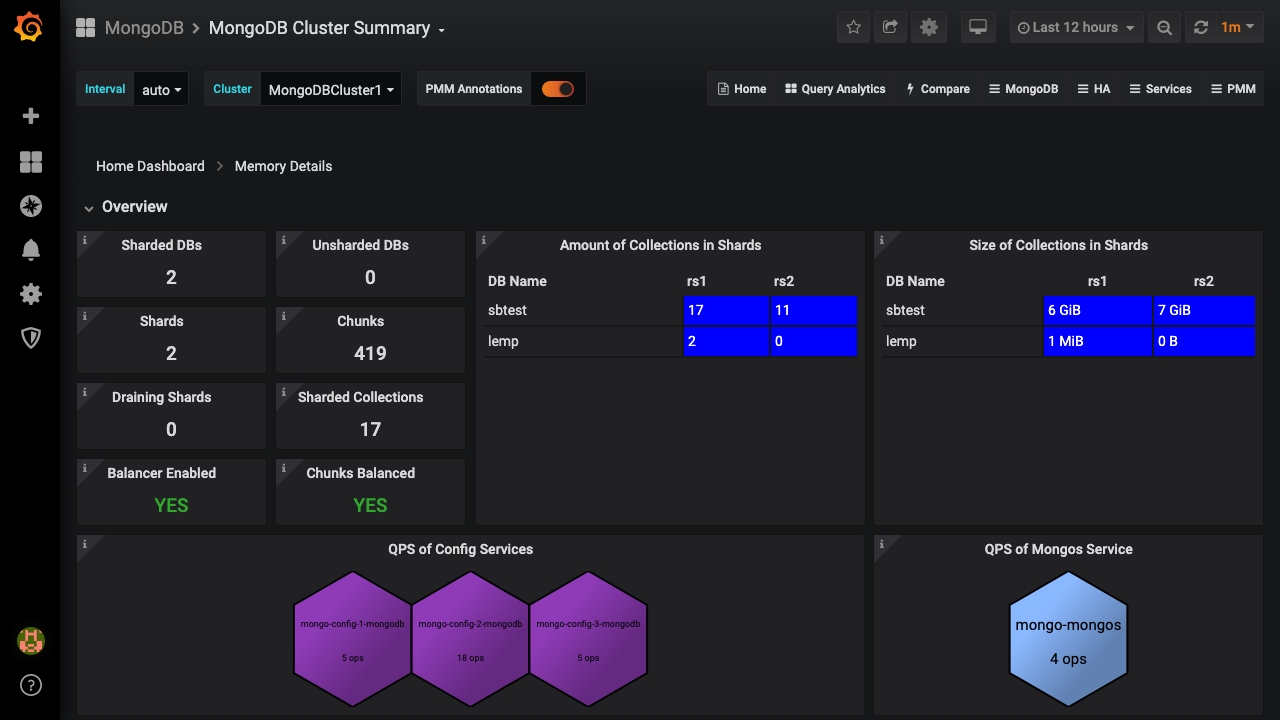 MongoDB > MongoDB Cluster Summary
Last 12 hours
1m
Interval auto
Cluster MongoDBCluster1
PMM Annotations
Home
Query Analytics
Compare
MongoDB
HA
Services
PMM
Home Dashboard > Memory Details
Overview
Sharded DBs
2
Unsharded DBs
0
Shards
2
Chunks
419
Draining Shards
0
Sharded Collections
17
Balancer Enabled
YES
Chunks Balanced
YES
Amount of Collections in Shards
DB Name rs1 rs2
sbtest 17 11
lemp 2 0
Size of Collections in Shards
DB Name rs1 rs2
sbtest 6 GiB 7 GiB
lemp 1 MiB 0 B
QPS of Config Services
mongo-config-1-mongodb
5 ops
mongo-config-2-mongodb
18 ops
mongo-config-3-mongodb
5 ops
QPS of Mongos Service
mongo-mongos
4 ops